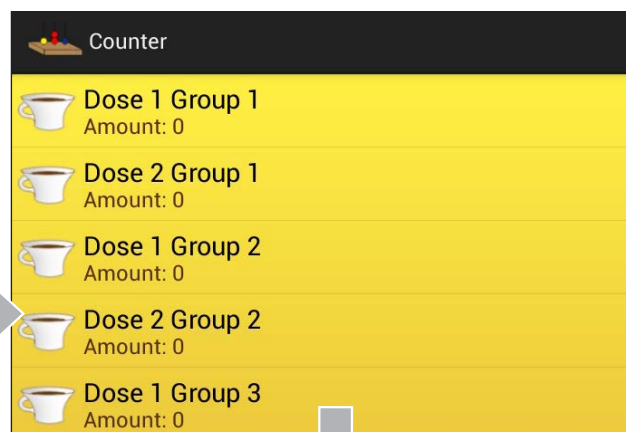 Counter
Dose 1 Group 1
Amount: 0
Dose 2 Group 1
Amount: 0
Dose 1 Group 2
Amount: 0
Dose 2 Group 2
Amount: 0
Dose 1 Group 3
Amount: 0